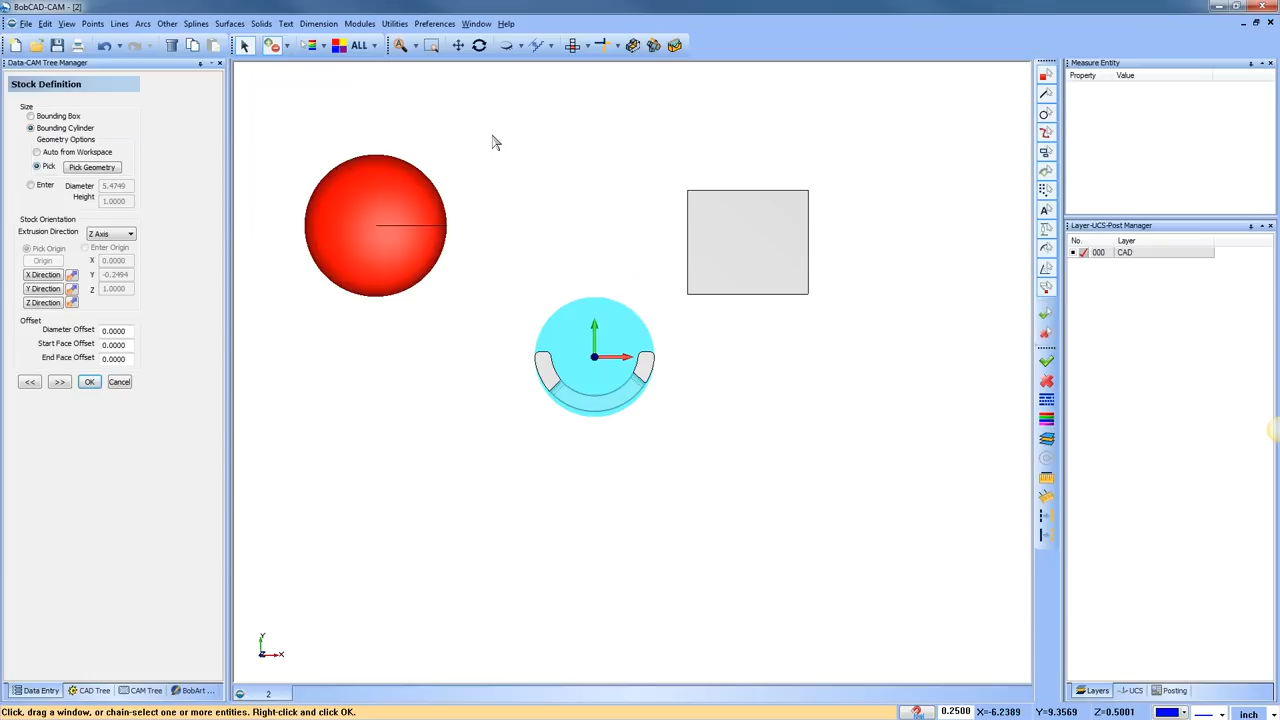 BobCAD-CAM - [2]
File Edit View Points Lines Arcs Other Splines Surfaces Solids Text Dimension Modules Utilities Preferences Window Help
ALL
Data-CAM Tree Manager
Stock Definition
Size
Bounding Box
Bounding Cylinder
Geometry Options
Auto from Workspace
Pick Pick Geometry
Enter Diameter 5.4749
Height 1.0000
Stock Orientation
Extrusion Direction Z Axis
Pick Origin Enter Origin
Origin X 0.0000
X Direction Y -0.2494
Y Direction Z 1.0000
Z Direction
Offset
Diameter Offset 0.0000
Start Face Offset 0.0000
End Face Offset 0.0000
<< >> OK Cancel
Y
Z X
Measure Entity
Property Value
Layer-UCS-Post Manager
No. Layer
000 CAD
Data Entry CAD Tree CAM Tree BobArt ...
2
Layers UCS Posting
Click, drag a window, or chain-select one or more entities. Right-click and click OK.
0.2500 X=-6.2389 Y=9.3569 Z=0.5001 inch